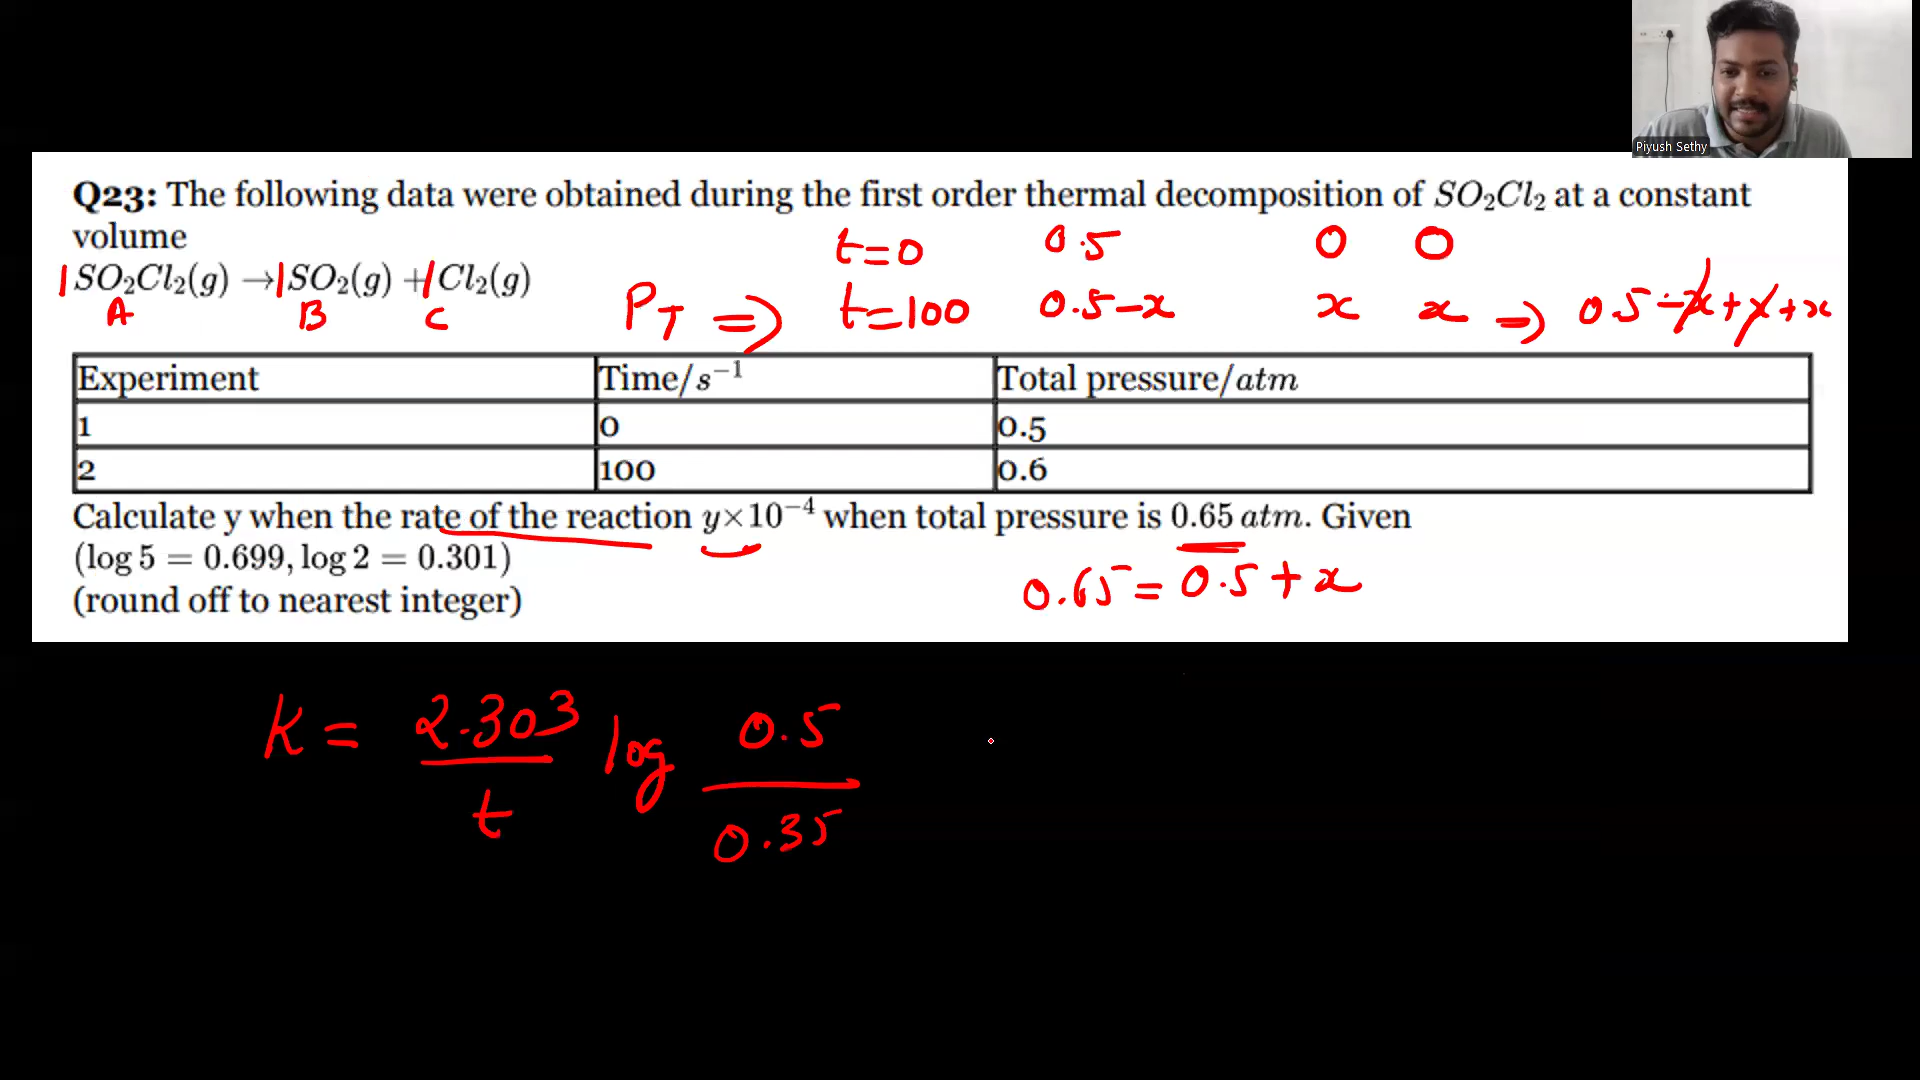 Piyush Sethy
Q23: The following data were obtained during the first order thermal decomposition of SO₂Cl₂ at a constant
volume
t=0 0.5 0 0
|SO₂Cl₂(g) →|SO₂(g) +|Cl₂(g)
A B C
P_T ⇒ t=100 0.5-x x x ⇒ 0.5-x+x+x
Experiment Time/s⁻¹ Total pressure/atm
1 0 0.5
2 100 0.6
Calculate y when the rate of the reaction y×10⁻⁴ when total pressure is 0.65 atm. Given
(log 5 = 0.699, log 2 = 0.301)
0.65 = 0.5 + x
(round off to nearest integer)
K = 2.303/t log 0.5/0.35